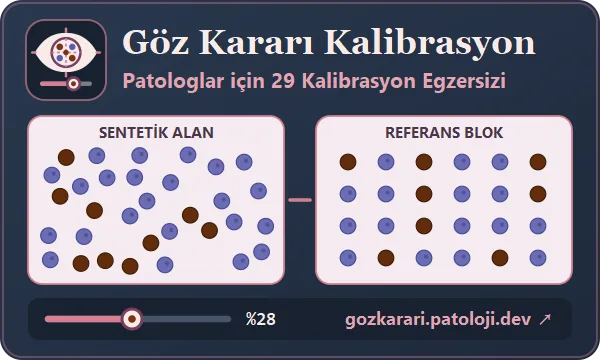 Göz Kararı Kalibrasyon
Patologlar için 29 Kalibrasyon Egzersizi
SENTETİK ALAN
REFERANS BLOK
%28
gozkarari.patoloji.dev ↗